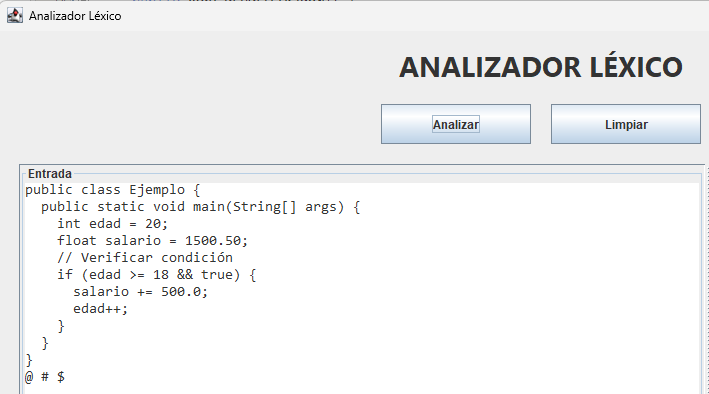 Analizador Léxico
ANALIZADOR LÉXICO
Analizar Limpiar
Entrada
public class Ejemplo {
  public static void main(String[] args) {
    int edad = 20;
    float salario = 1500.50;
    // Verificar condición
    if (edad >= 18 && true) {
      salario += 500.0;
      edad++;
    }
  }
}
@ # $